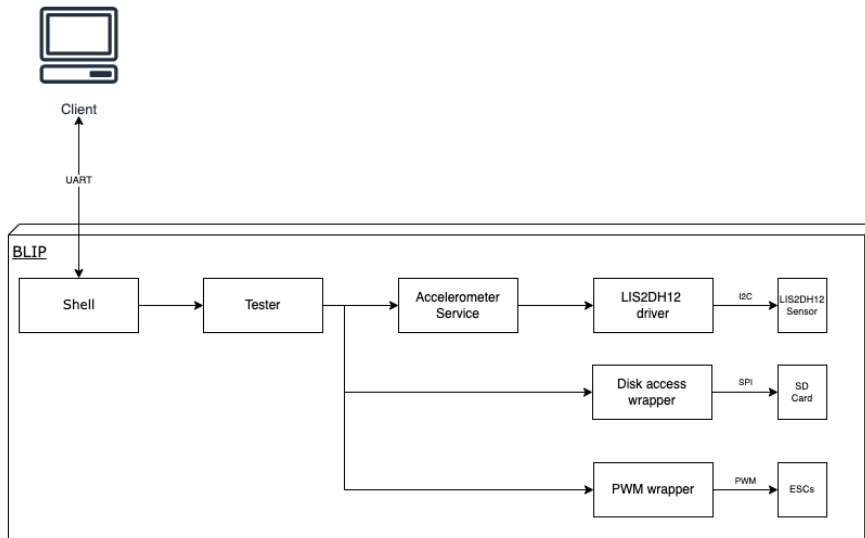 Client
UART
BLIP
Shell
Tester
Accelerometer
Service
LIS2DH12
driver
I2C
LIS2DH12
Sensor
Disk access
wrapper
SPI
SD
Card
PWM wrapper
PWM
ESCs